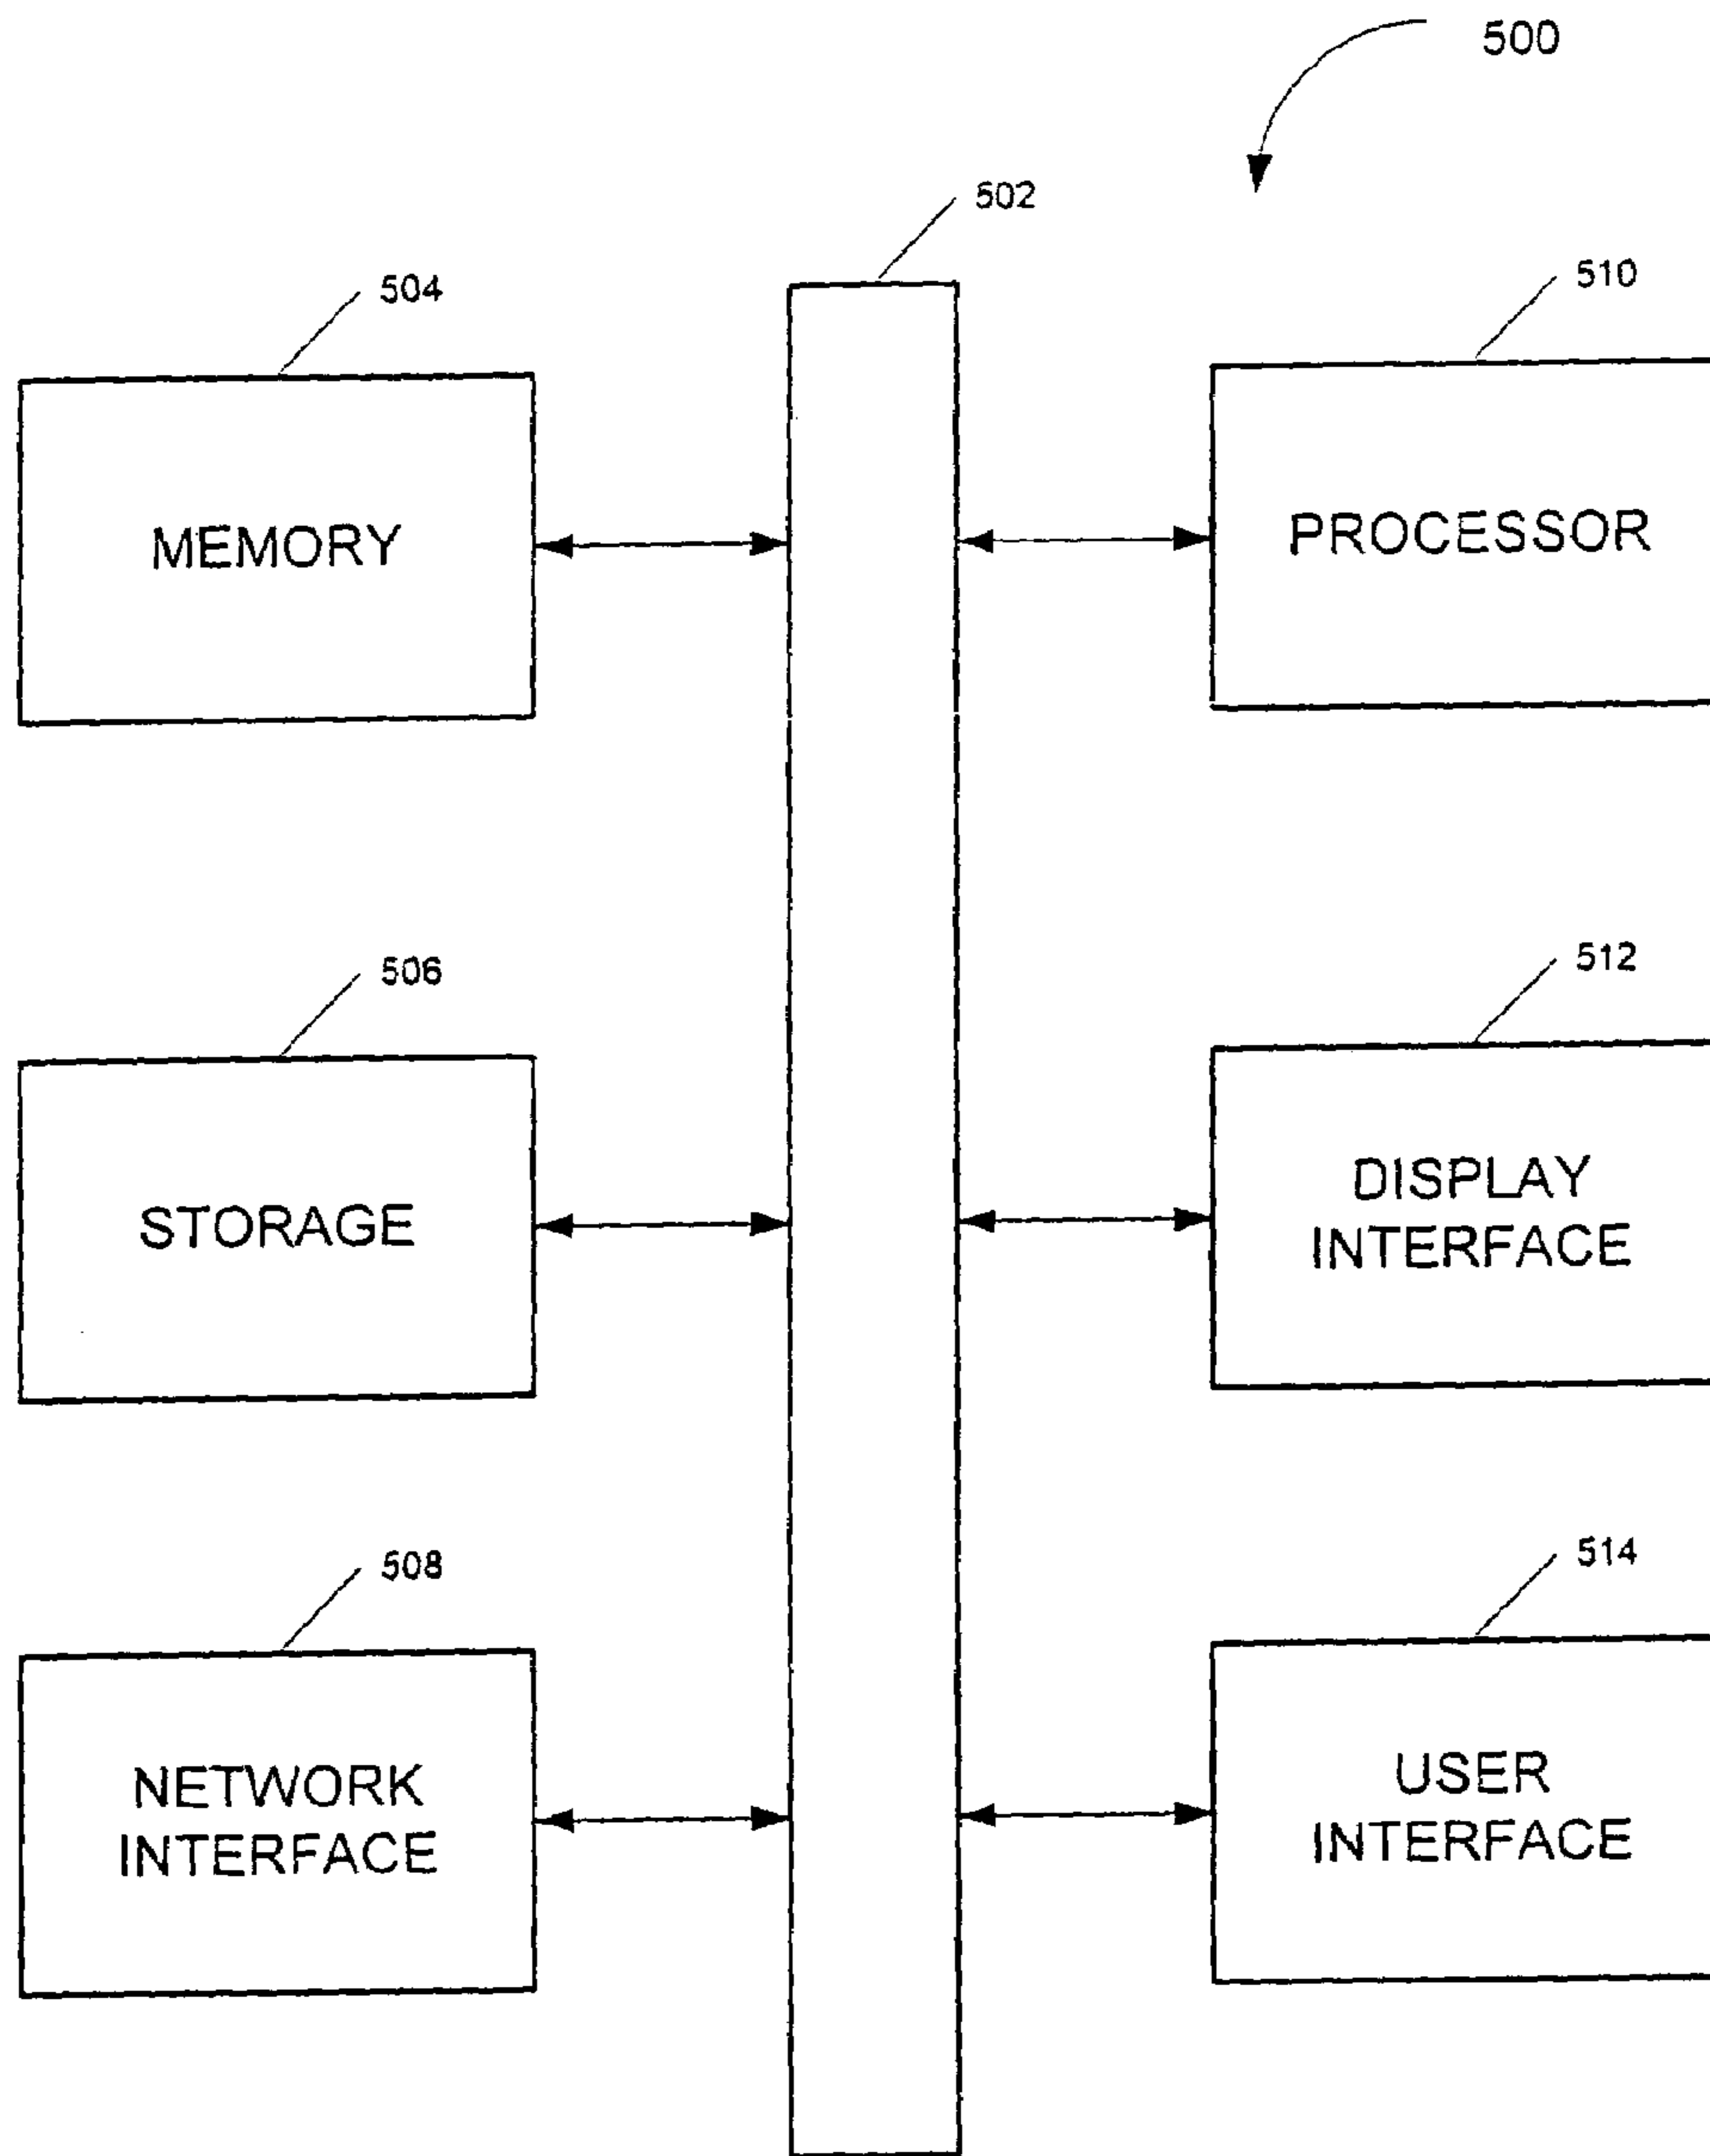 500
502
504
510
MEMORY
PROCESSOR
506
512
STORAGE
DISPLAY
INTERFACE
508
514
NETWORK
INTERFACE
USER
INTERFACE